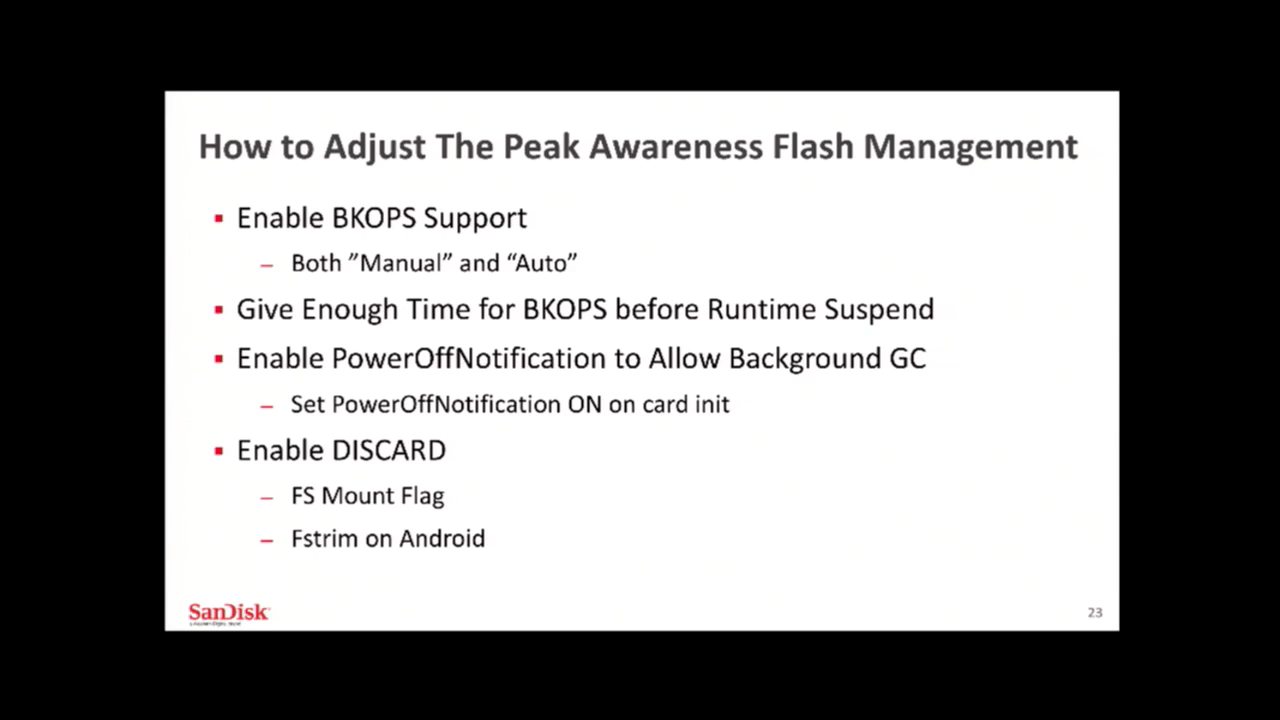 How to Adjust The Peak Awareness Flash Management
▪ Enable BKOPS Support
– Both ”Manual” and “Auto”
▪ Give Enough Time for BKOPS before Runtime Suspend
▪ Enable PowerOffNotification to Allow Background GC
– Set PowerOffNotification ON on card init
▪ Enable DISCARD
– FS Mount Flag
– Fstrim on Android
SanDisk
23